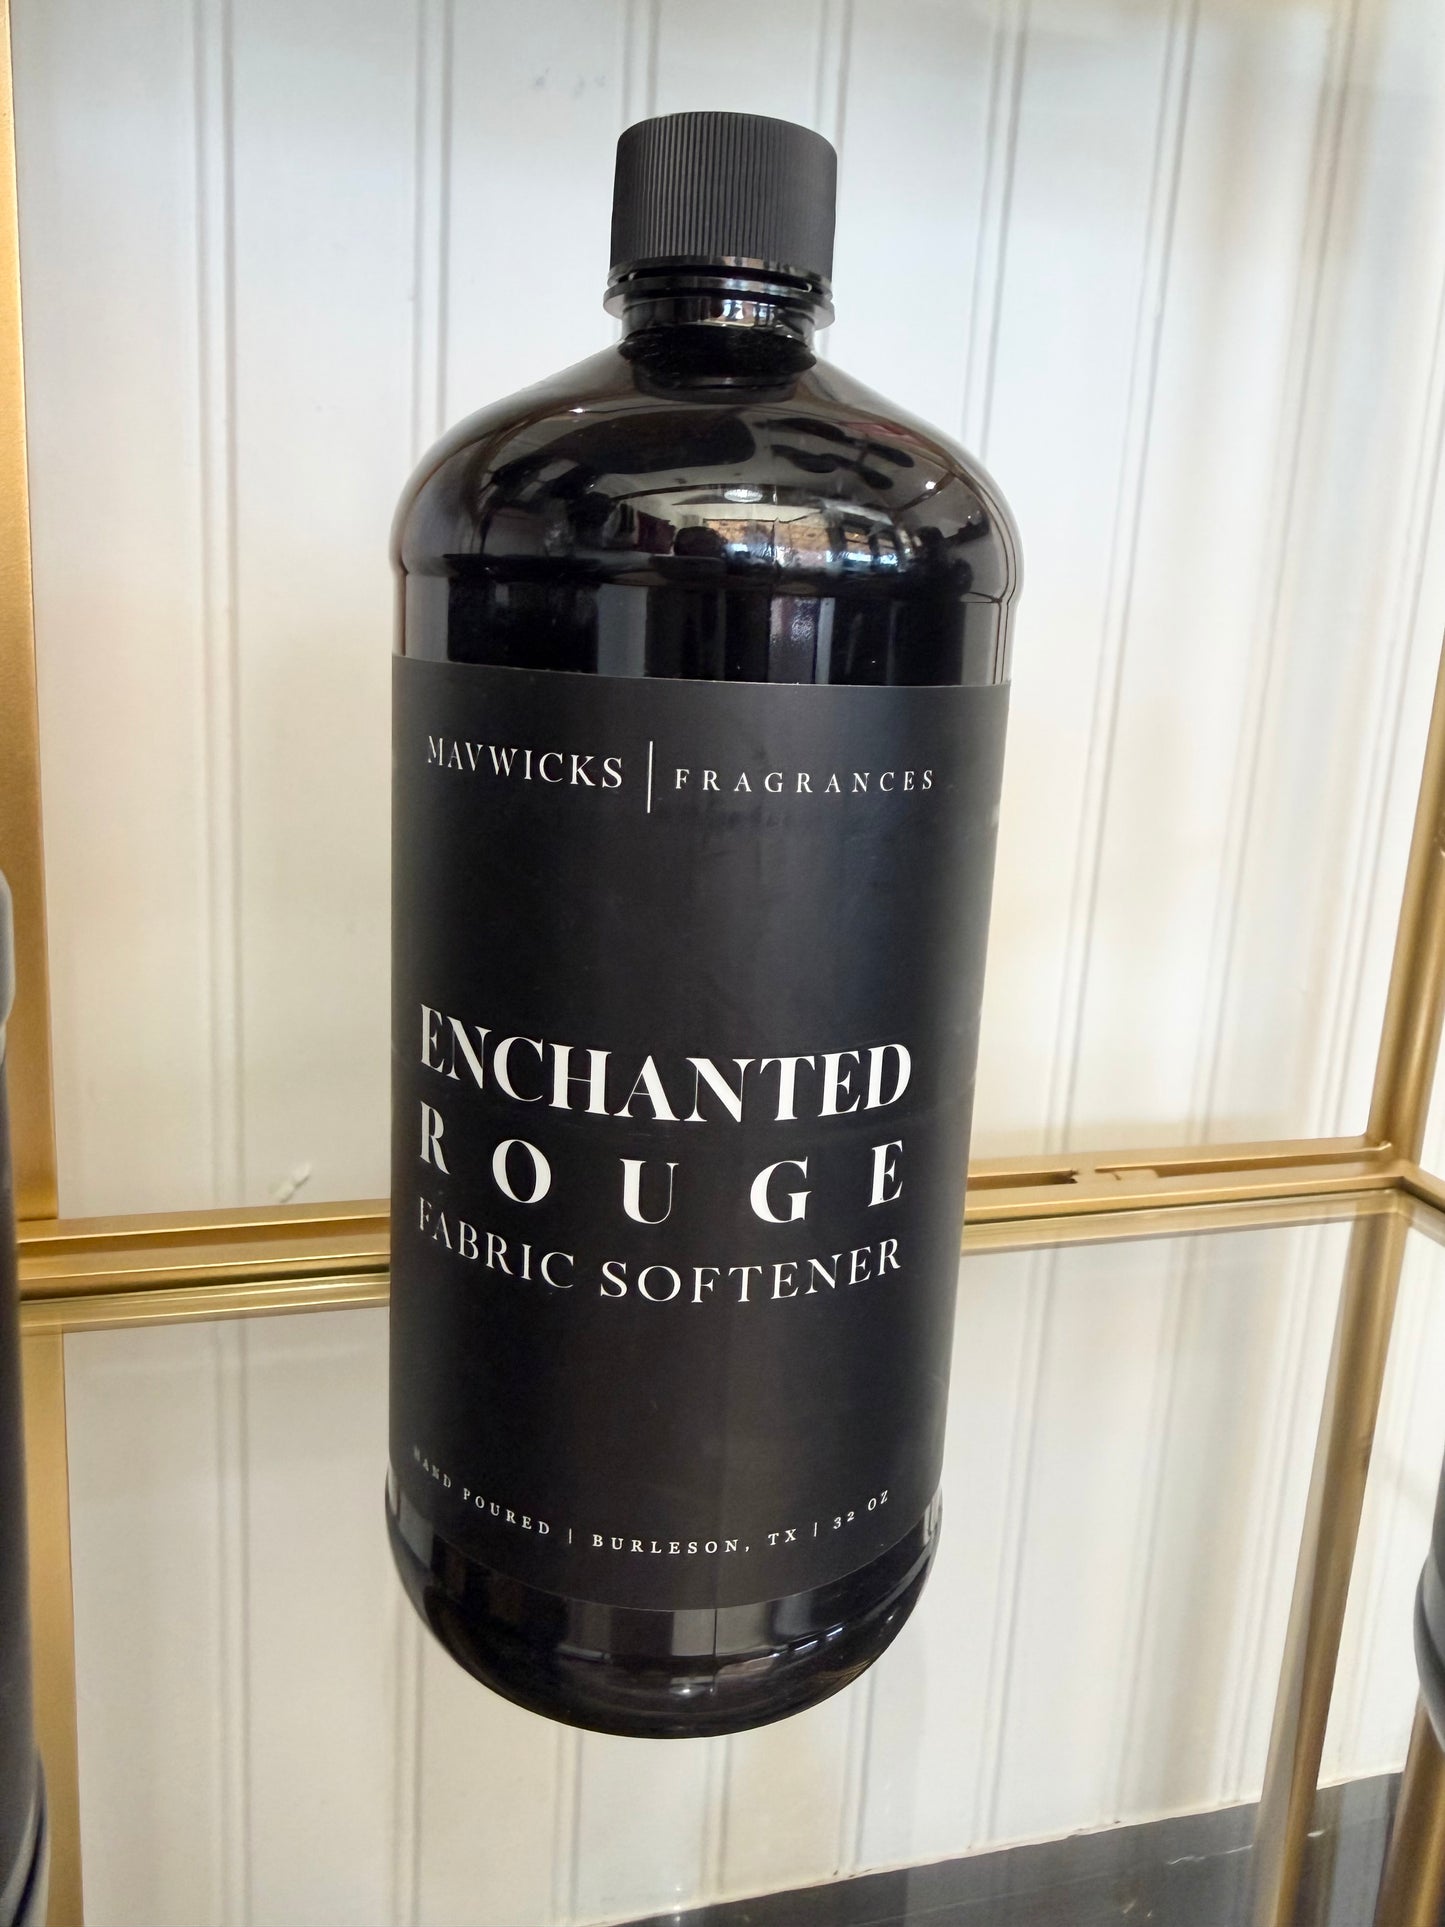 MAVWICKS | FRAGRANCES
ENCHANTED
ROUGE
FABRIC SOFTENER
HAND POURED | BURLESON, TX | 32 OZ